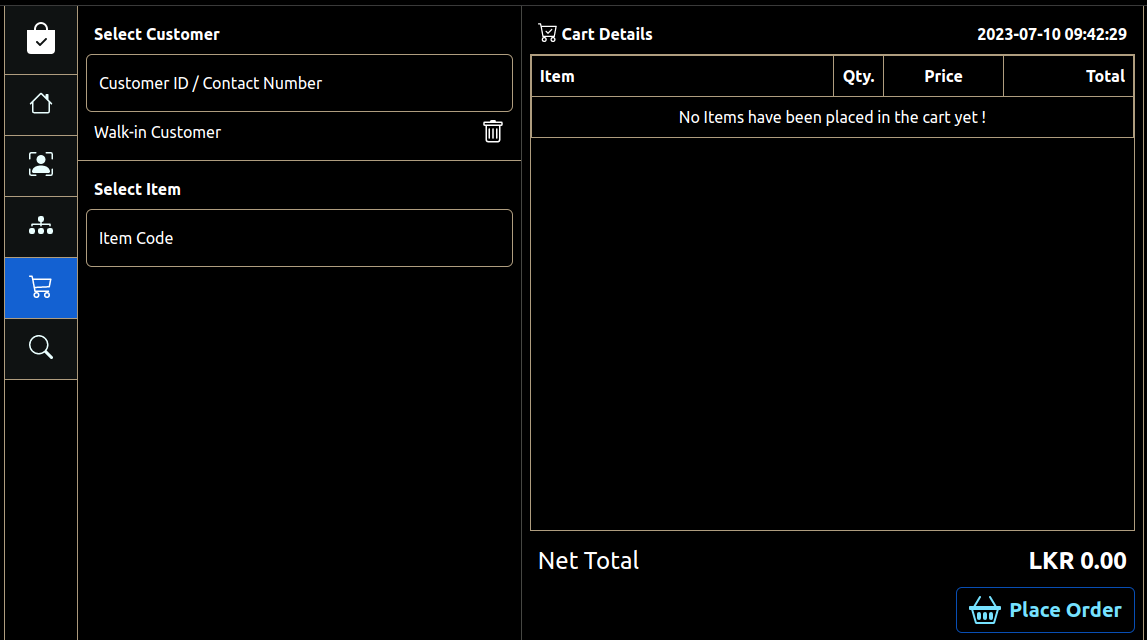 Select Customer
Customer ID / Contact Number
Walk-in Customer
Select Item
Item Code
Cart Details 2023-07-10 09:42:29
Item Qty. Price Total
No Items have been placed in the cart yet !
Net Total LKR 0.00
Place Order